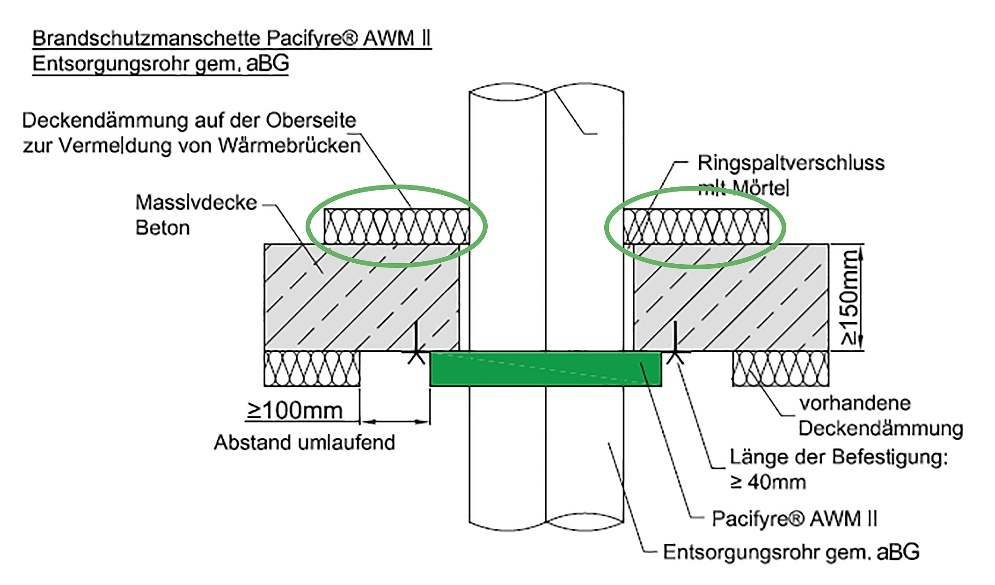 Brandschutzmanschette Pacifyre® AWM II
Entsorgungsrohr gem. aBG
Deckendämmung auf der Oberseite
zur Vermeidung von Wärmebrücken
Ringspaltverschluss
mit Mörtel
Massivdecke
Beton
≥150mm
≥100mm
Abstand umlaufend
vorhandene
Deckendämmung
Länge der Befestigung:
≥ 40mm
Pacifyre® AWM II
Entsorgungsrohr gem. aBG